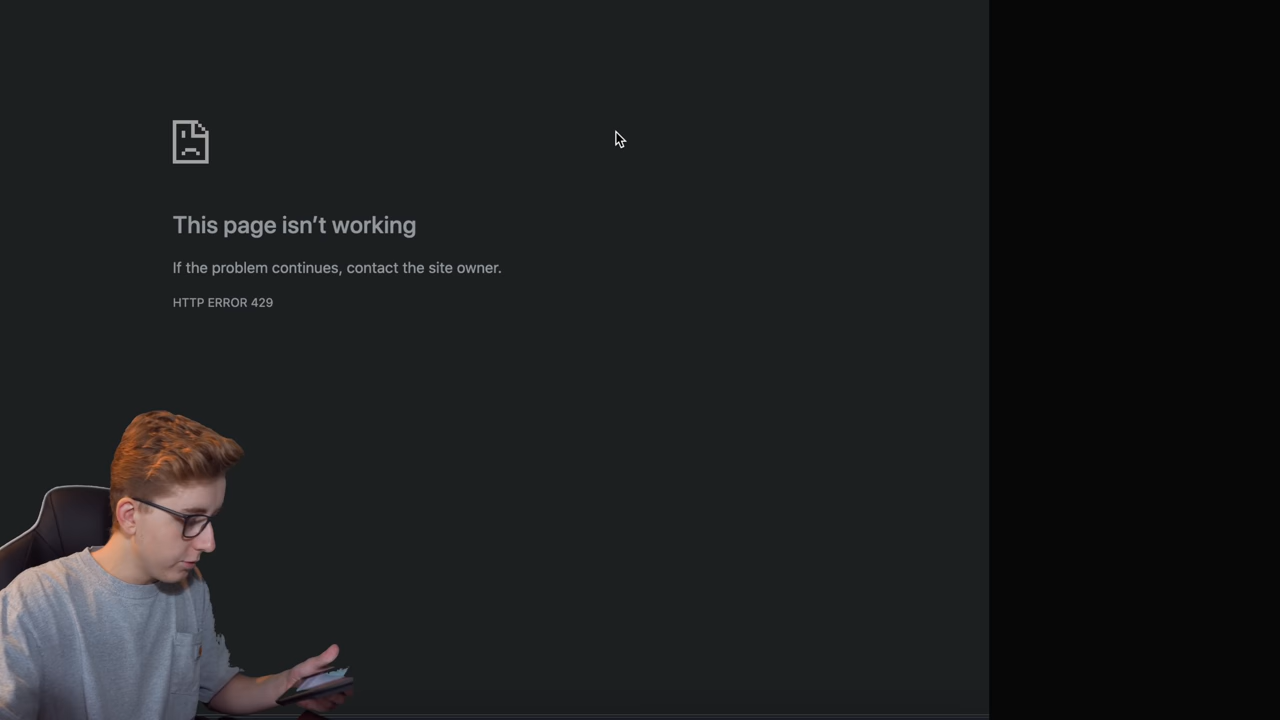 This page isn’t working
If the problem continues, contact the site owner.
HTTP ERROR 429